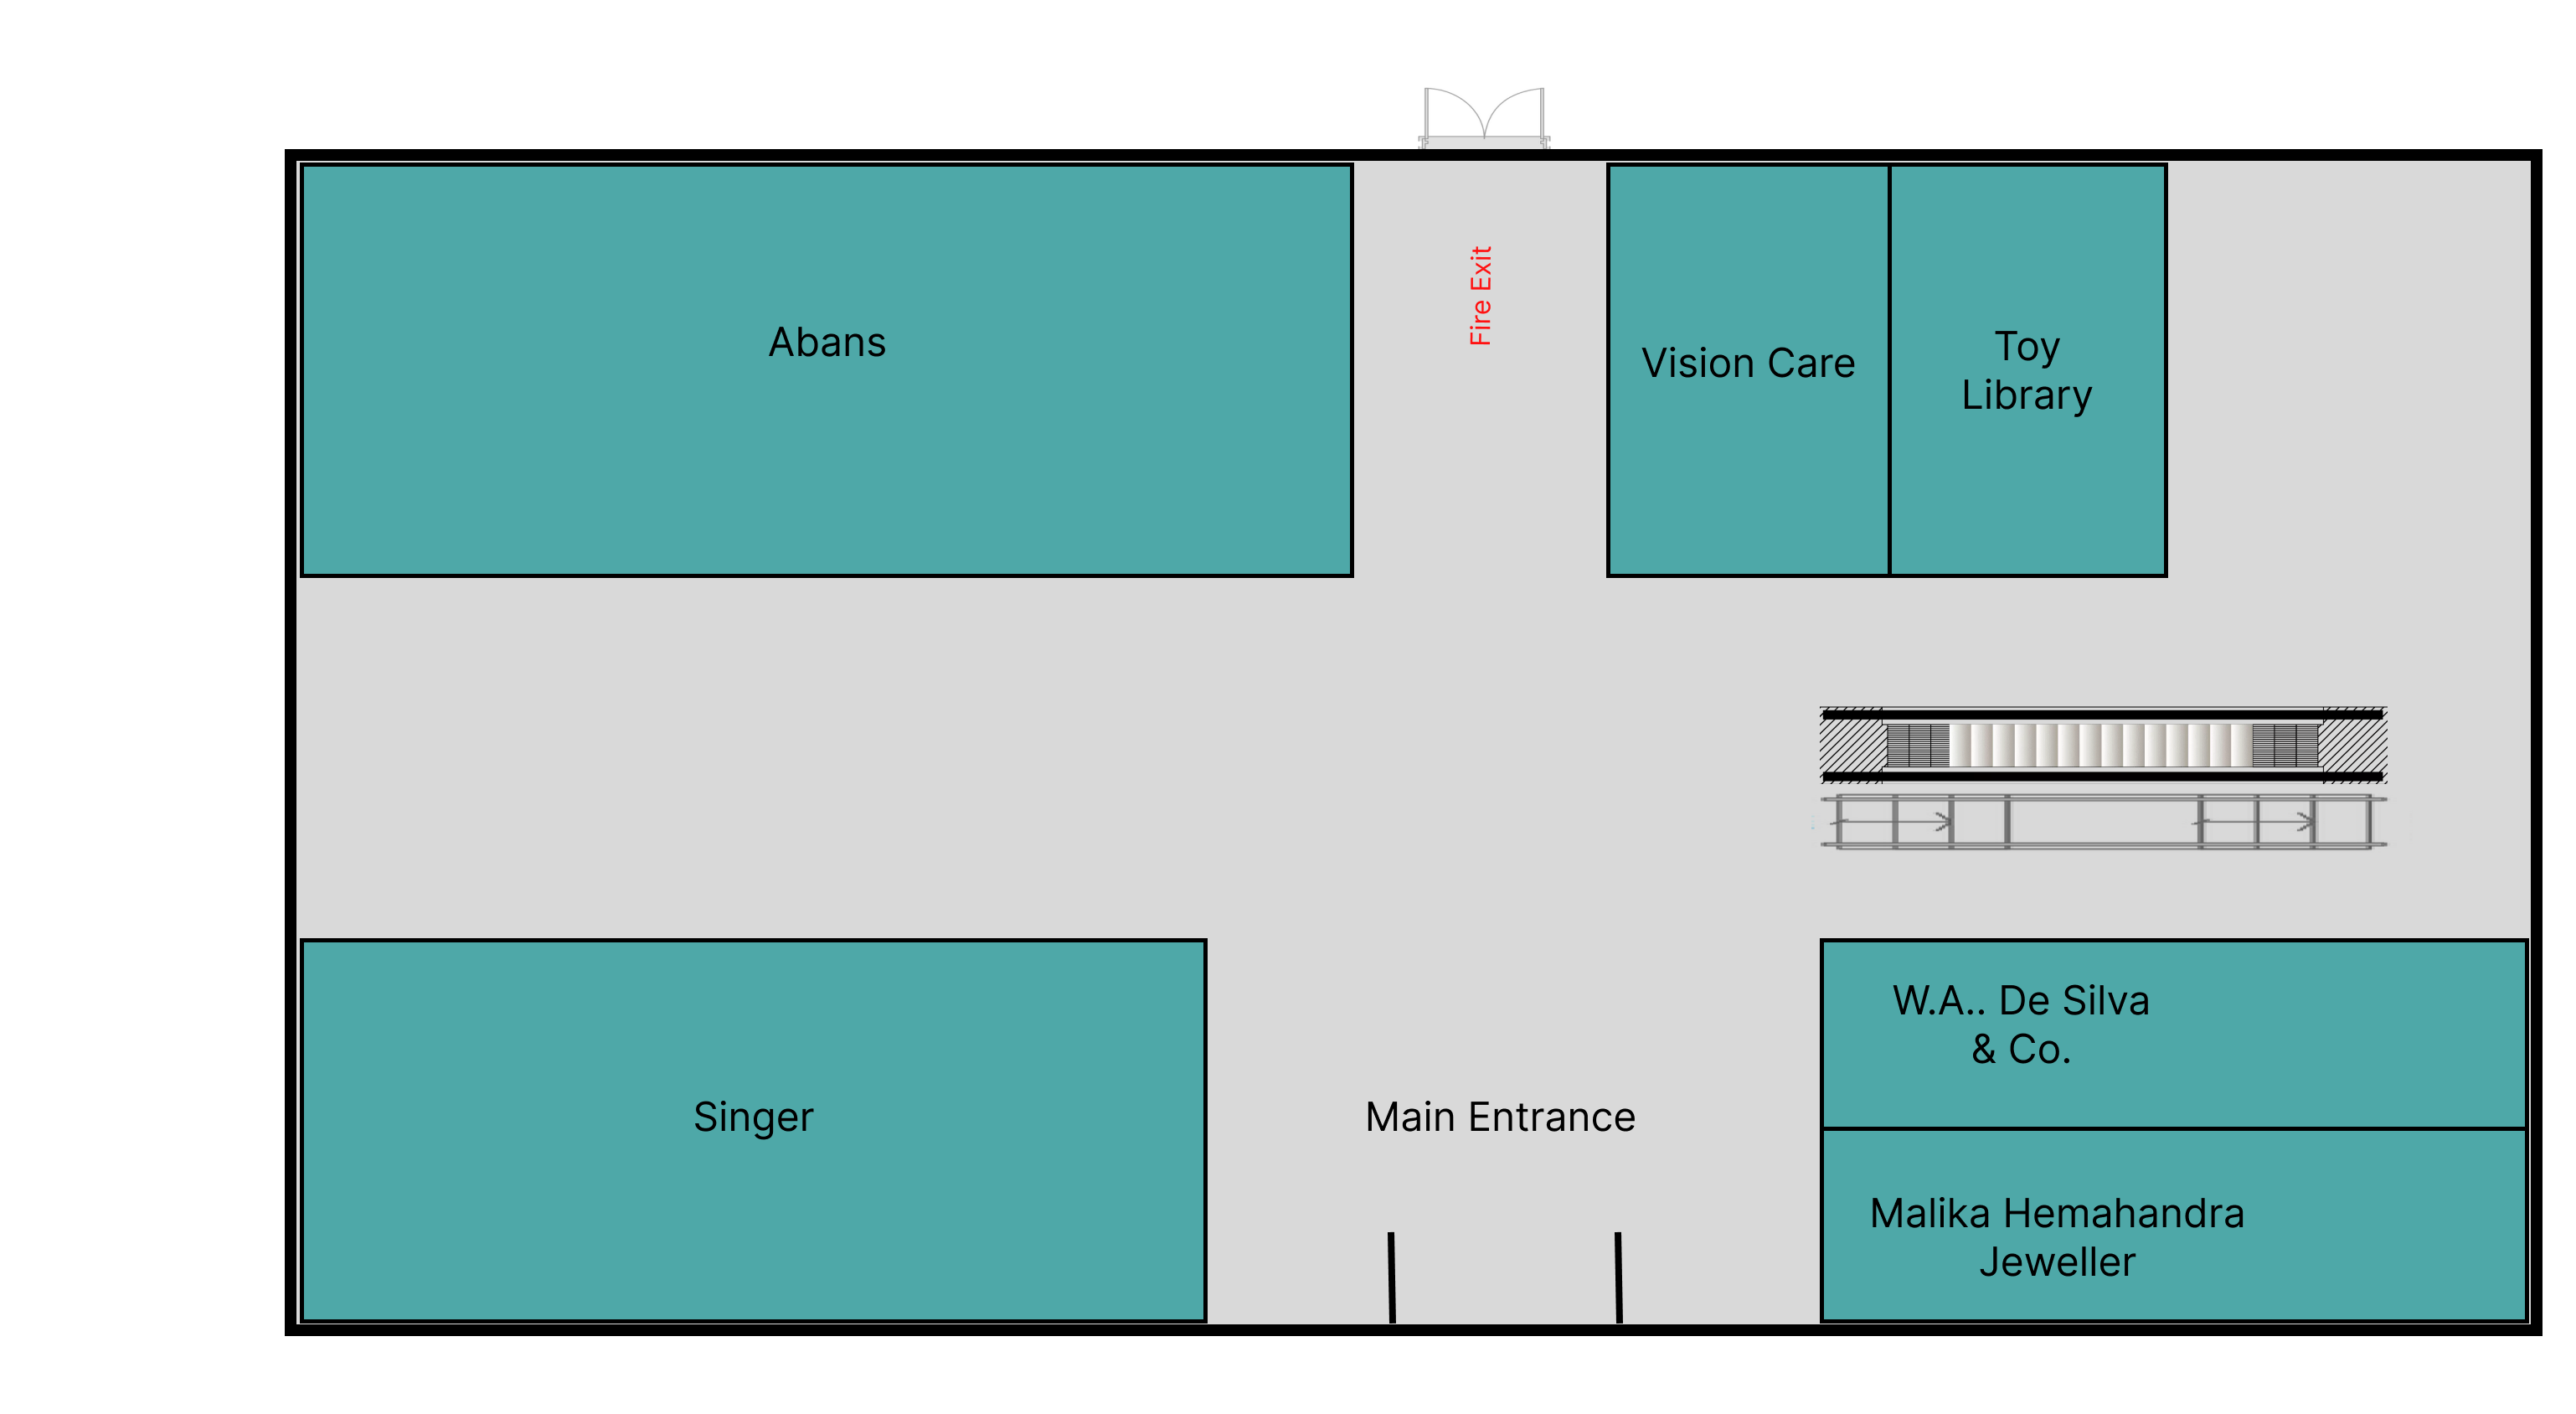 Abans
Fire Exit
Vision Care
Toy
Library
W.A.. De Silva
& Co.
Singer
Main Entrance
Malika Hemahandra
Jeweller